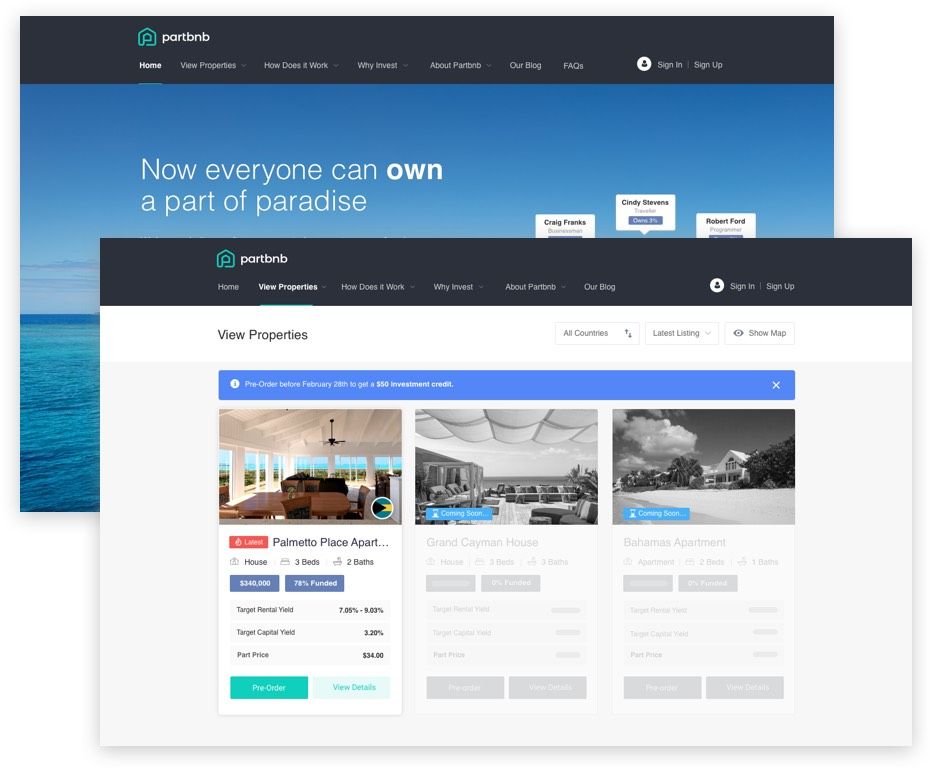 partbnb
Home View Properties How Does it Work Why Invest About Partbnb Our Blog FAQs Sign In | Sign Up
Now everyone can own
a part of paradise
Craig Franks
Businessman
Cindy Stevens
Traveller
Owns 3%
Robert Ford
Programmer
partbnb
Home View Properties How Does it Work Why Invest About Partbnb Our Blog Sign In | Sign Up
View Properties
All Countries Latest Listing Show Map
Pre-Order before February 28th to get a $50 investment credit.
Latest Palmetto Place Apart...
House 3 Beds 2 Baths
$340,000 78% Funded
Target Rental Yield 7.05% - 9.03%
Target Capital Yield 3.20%
Part Price $34.00
Pre-Order View Details
Coming Soon...
Grand Cayman House
House 3 Beds 3 Baths
0% Funded
Target Rental Yield
Target Capital Yield
Part Price
Pre-order View Details
Coming Soon...
Bahamas Apartment
Apartment 2 Beds 1 Baths
0% Funded
Target Rental Yield
Target Capital Yield
Part Price
Pre-order View Details